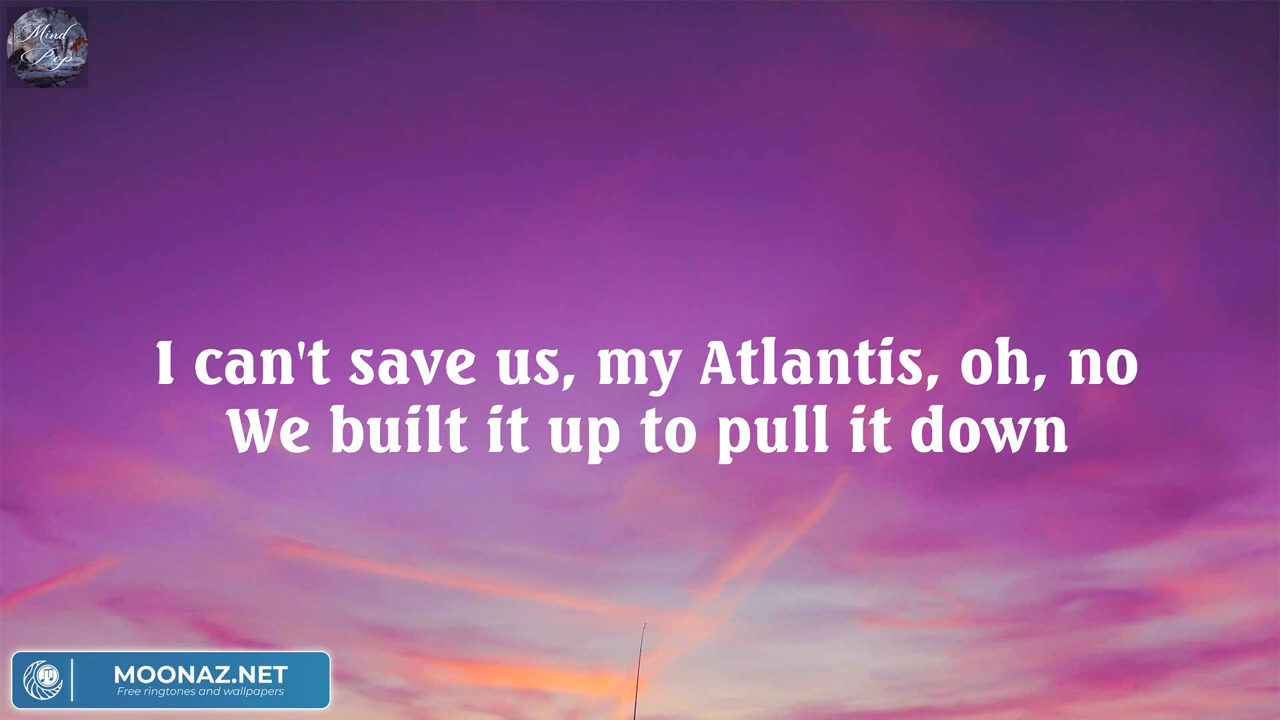 Mind
Pop
I can't save us, my Atlantis, oh, no
We built it up to pull it down
MOONAZ.NET
Free ringtones and wallpapers